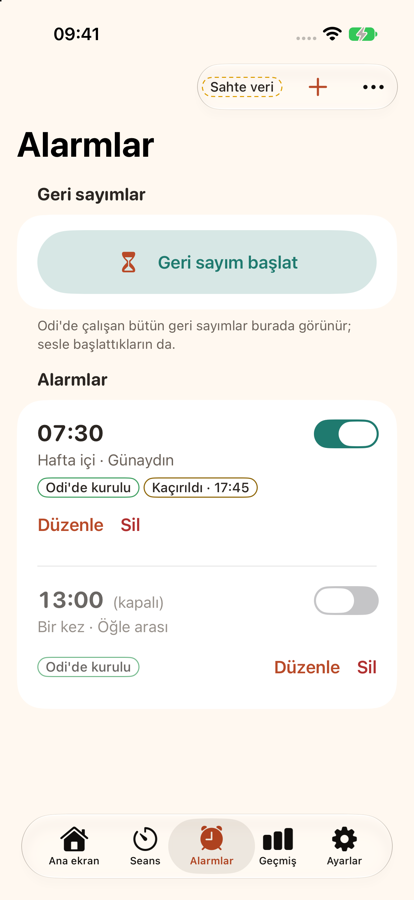 09:41
Sahte veri
Alarmlar
Geri sayımlar
Geri sayım başlat
Odi'de çalışan bütün geri sayımlar burada görünür;
sesle başlattıkların da.
Alarmlar
07:30
Hafta içi · Günaydın
Odi'de kurulu Kaçırıldı · 17:45
Düzenle Sil
13:00 (kapalı)
Bir kez · Öğle arası
Odi'de kurulu Düzenle Sil
Ana ekran Seans Alarmlar Geçmiş Ayarlar